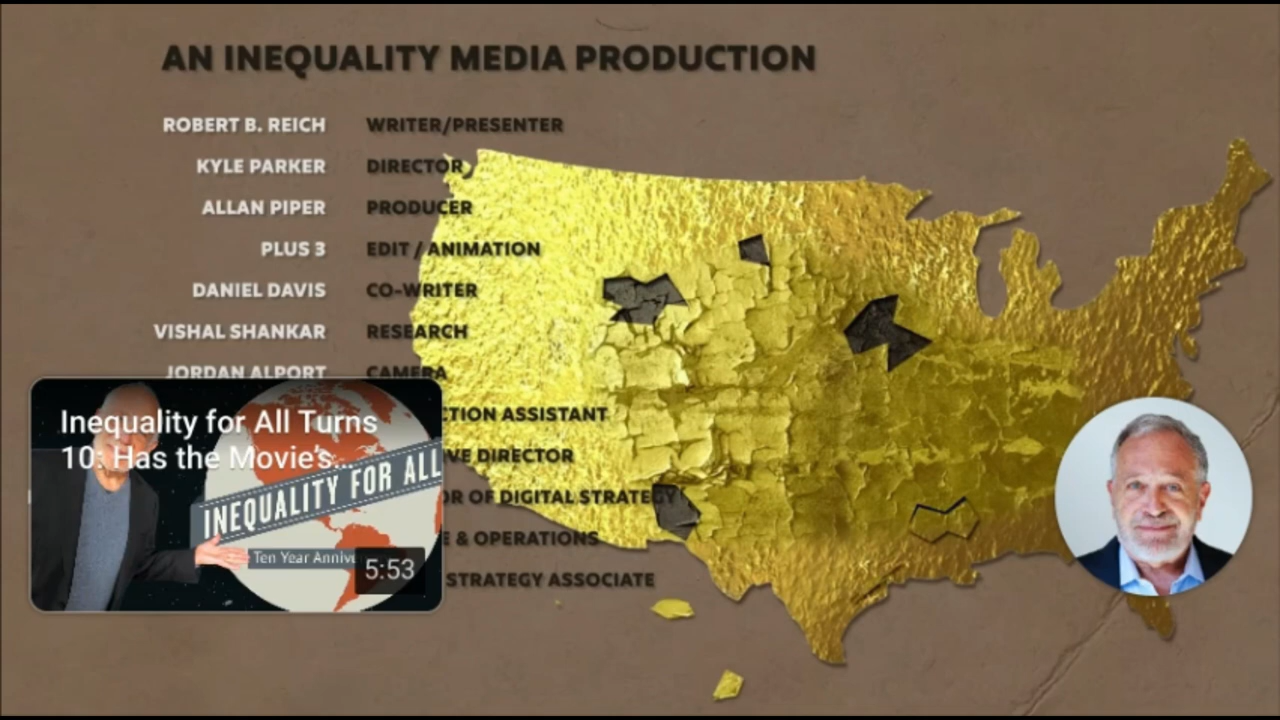 AN INEQUALITY MEDIA PRODUCTION
ROBERT B. REICH WRITER/PRESENTER
KYLE PARKER DIRECTOR
ALLAN PIPER PRODUCER
PLUS 3 EDIT / ANIMATION
DANIEL DAVIS CO-WRITER
VISHAL SHANKAR RESEARCH
JORDAN ALPORT CAMERA
CTION ASSISTANT
VE DIRECTOR
OR OF DIGITAL STRATEGY
E & OPERATIONS
STRATEGY ASSOCIATE
Inequality for All Turns
10: Has the Movie's...
INEQUALITY FOR ALL
Ten Year Annive
5:53